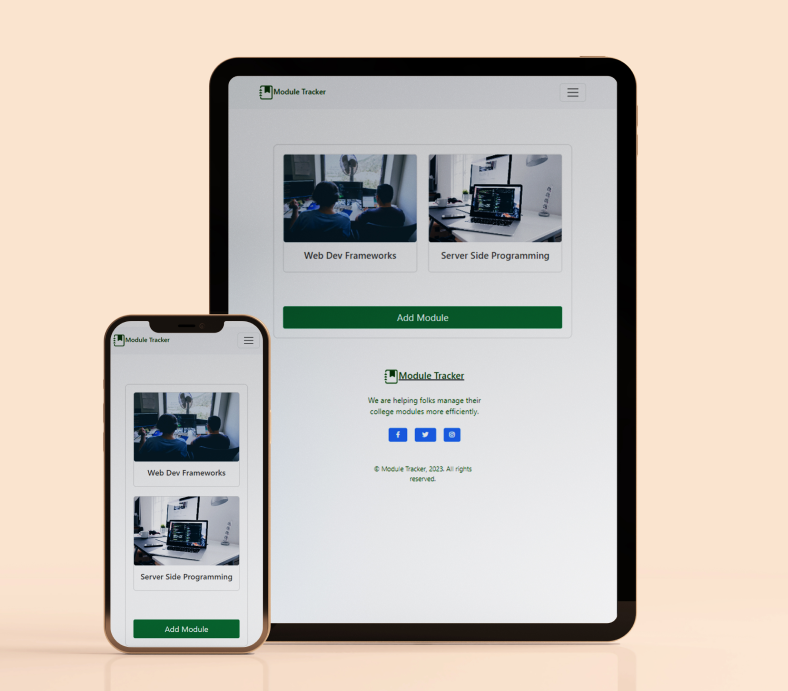 Module Tracker
Web Dev Frameworks
Server Side Programming
Add Module
Module Tracker
We are helping folks manage their
college modules more efficiently.
© Module Tracker, 2023. All rights
reserved.
Module Tracker
Web Dev Frameworks
Server Side Programming
Add Module